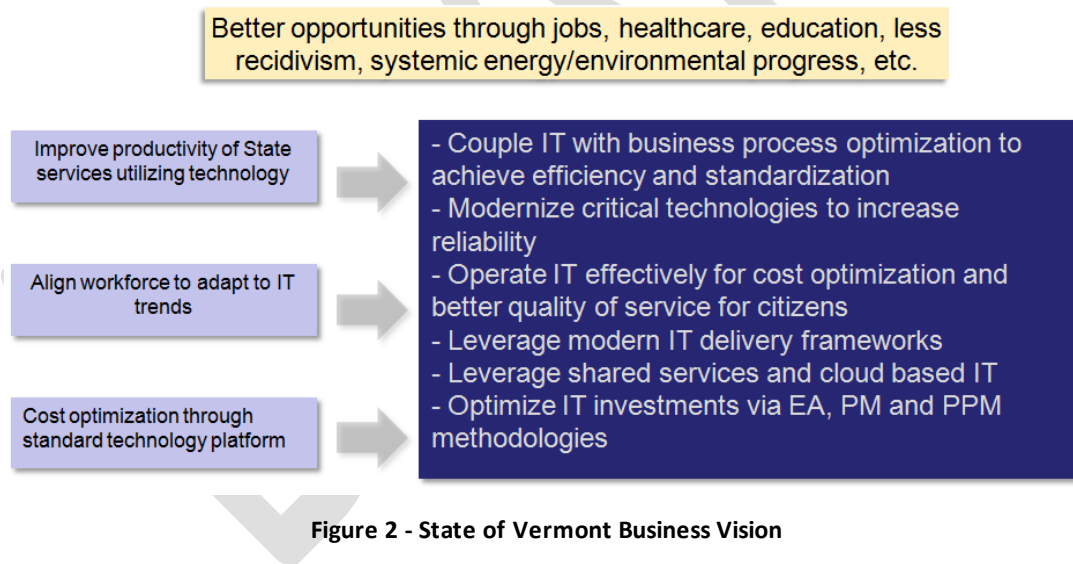 Better opportunities through jobs, healthcare, education, less
recidivism, systemic energy/environmental progress, etc.
Improve productivity of State
services utilizing technology
Align workforce to adapt to IT
trends
Cost optimization through
standard technology platform
- Couple IT with business process optimization to
achieve efficiency and standardization
- Modernize critical technologies to increase
reliability
- Operate IT effectively for cost optimization and
better quality of service for citizens
- Leverage modern IT delivery frameworks
- Leverage shared services and cloud based IT
- Optimize IT investments via EA, PM and PPM
methodologies
Figure 2 - State of Vermont Business Vision